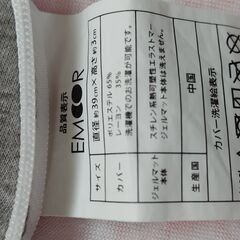 品質表示
EMOOR
サイズ 直径 約39cm×高さ約3cm
カバー ポリエステル 65%
レーヨン 35%
洗濯機での洗濯が可能です。
ジェルマット本体 スチレン系熱可塑性エラストマー
ジェルマット本体は洗えません。
生産国 中国
カバー洗濯絵表示